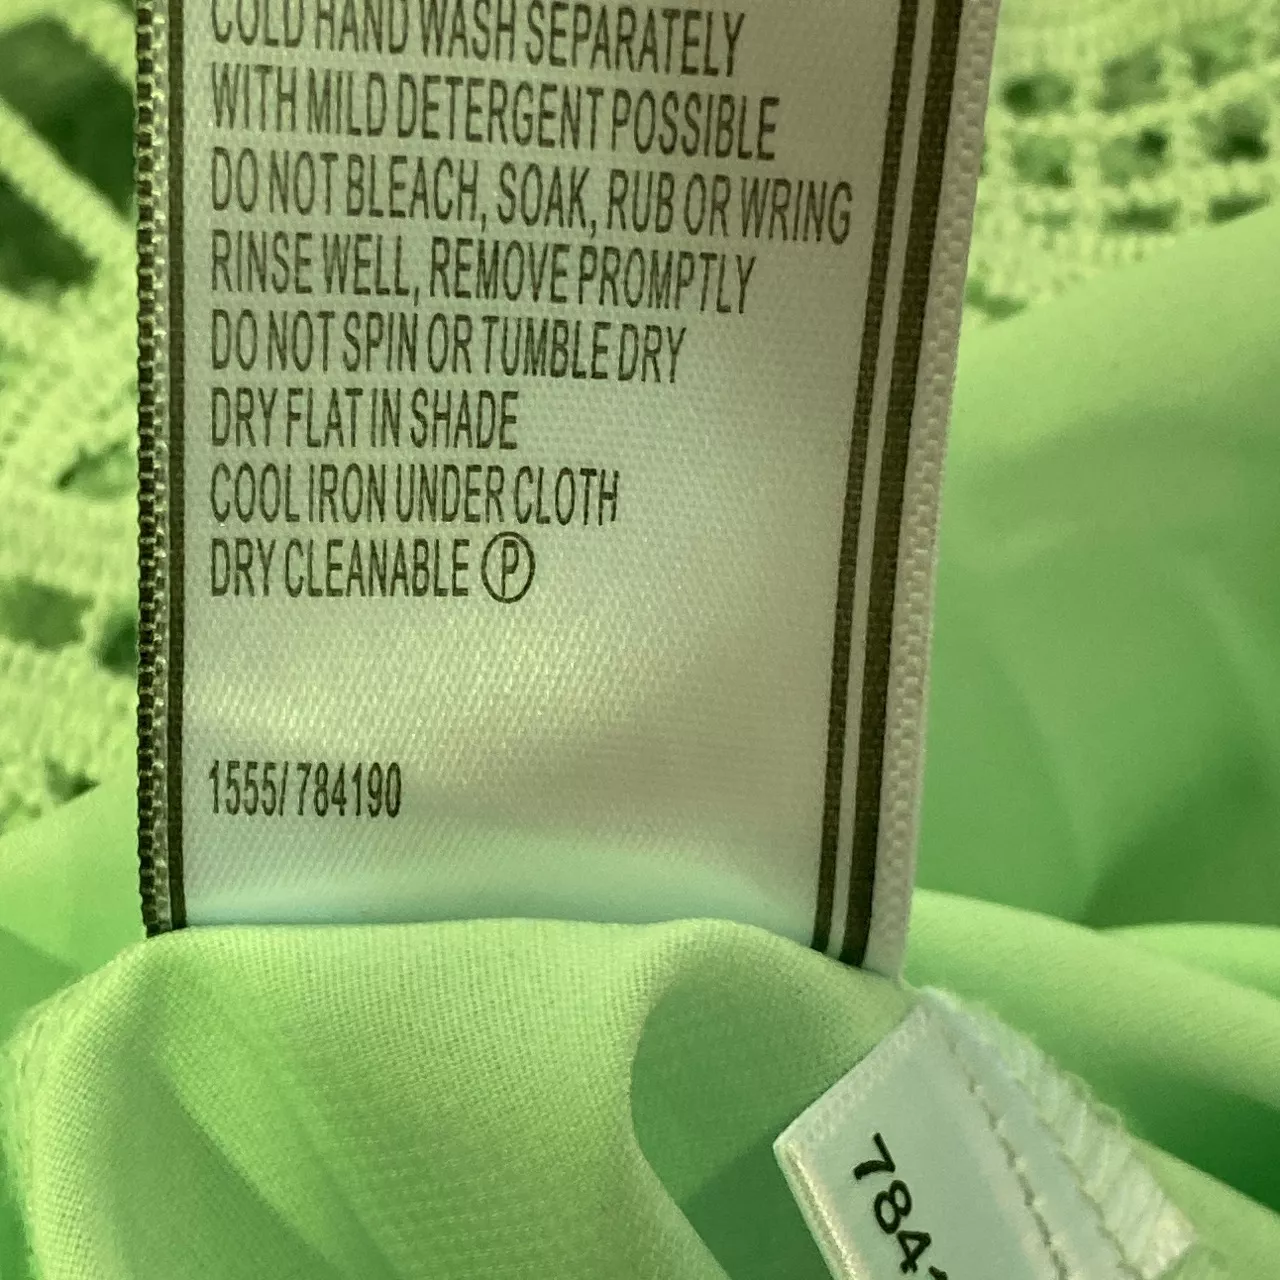 COLD HAND WASH SEPARATELY
WITH MILD DETERGENT POSSIBLE
DO NOT BLEACH, SOAK, RUB OR WRING
RINSE WELL, REMOVE PROMPTLY
DO NOT SPIN OR TUMBLE DRY
DRY FLAT IN SHADE
COOL IRON UNDER CLOTH
DRY CLEANABLE Ⓟ
1555/784190
784